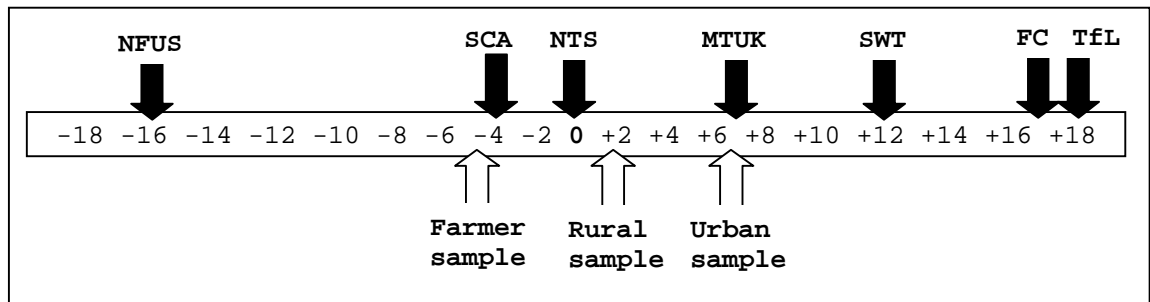 NFUS SCA NTS MTUK SWT FC TfL
-18 -16 -14 -12 -10 -8 -6 -4 -2 0 +2 +4 +6 +8 +10 +12 +14 +16 +18
Farmer Rural Urban
sample sample sample